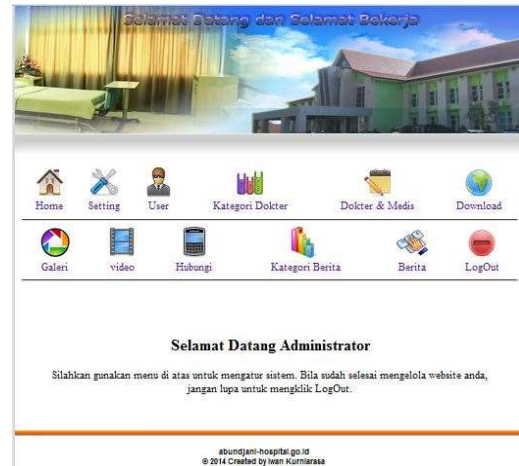 Selamat Datang dan Selamat Bekerja
Home Setting User Kategori Dokter Dokter & Medis Download
Galeri video Hubungi Kategori Berita Berita LogOut
Selamat Datang Administrator
Silahkan gunakan menu di atas untuk mengatur sistem. Bila sudah selesai mengelola website anda,
jangan lupa untuk mengklik LogOut.
abundjani-hospital.go.id
© 2014 Created by Iwan Kurniarasa